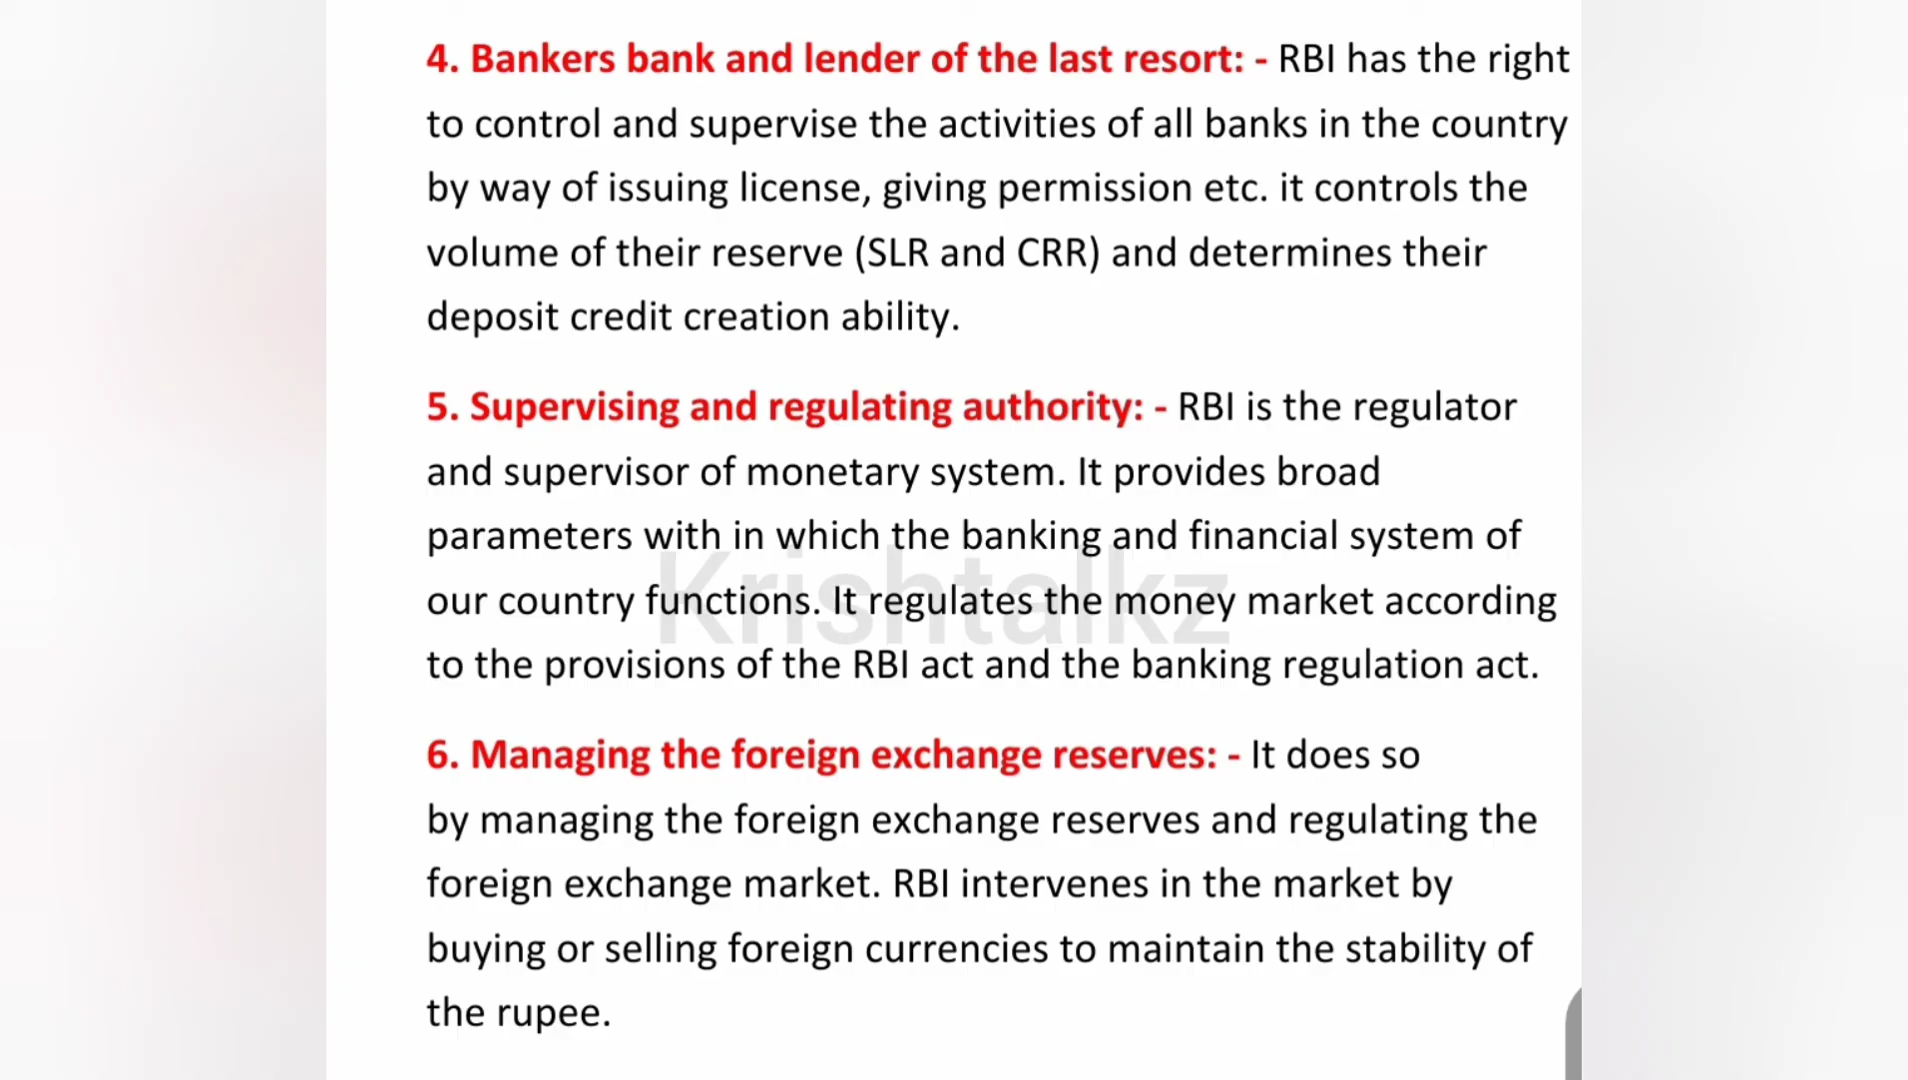 4. Bankers bank and lender of the last resort: - RBI has the right
to control and supervise the activities of all banks in the country
by way of issuing license, giving permission etc. it controls the
volume of their reserve (SLR and CRR) and determines their
deposit credit creation ability.
5. Supervising and regulating authority: - RBI is the regulator
and supervisor of monetary system. It provides broad
parameters with in which the banking and financial system of
Krishtalkz
our country functions. It regulates the money market according
to the provisions of the RBI act and the banking regulation act.
6. Managing the foreign exchange reserves: - It does so
by managing the foreign exchange reserves and regulating the
foreign exchange market. RBI intervenes in the market by
buying or selling foreign currencies to maintain the stability of
the rupee.